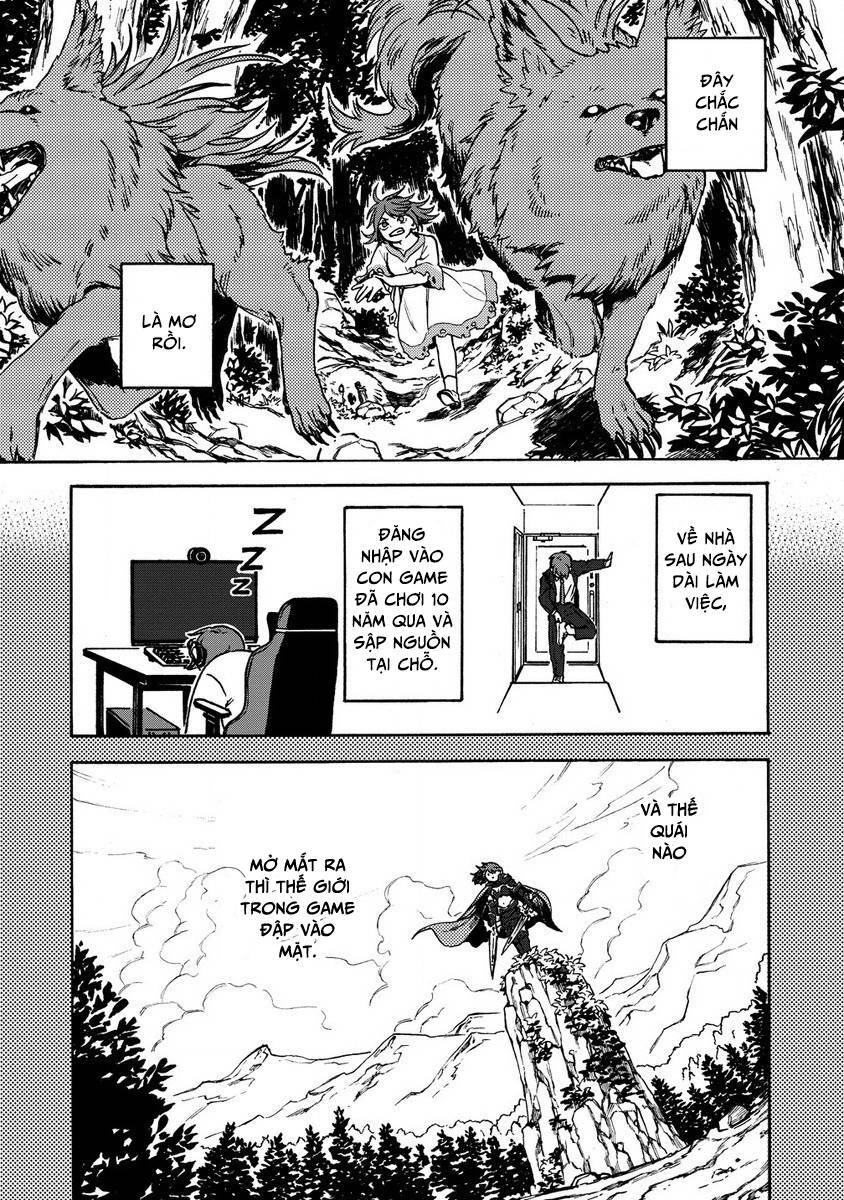 ĐÂY
CHẮC
CHẮN
LÀ MƠ
RỒI.
VỀ NHÀ
SAU NGÀY
DÀI LÀM
VIỆC,
ĐĂNG
NHẬP VÀO
CON GAME
ĐÃ CHƠI 10
NĂM QUA VÀ
SẬP NGUỒN
TẠI CHỖ.
Z
Z
Z
VÀ THẾ
QUÁI
NÀO
MỞ MẮT RA
THÌ THẾ GIỚI
TRONG GAME
ĐẬP VÀO
MẶT.